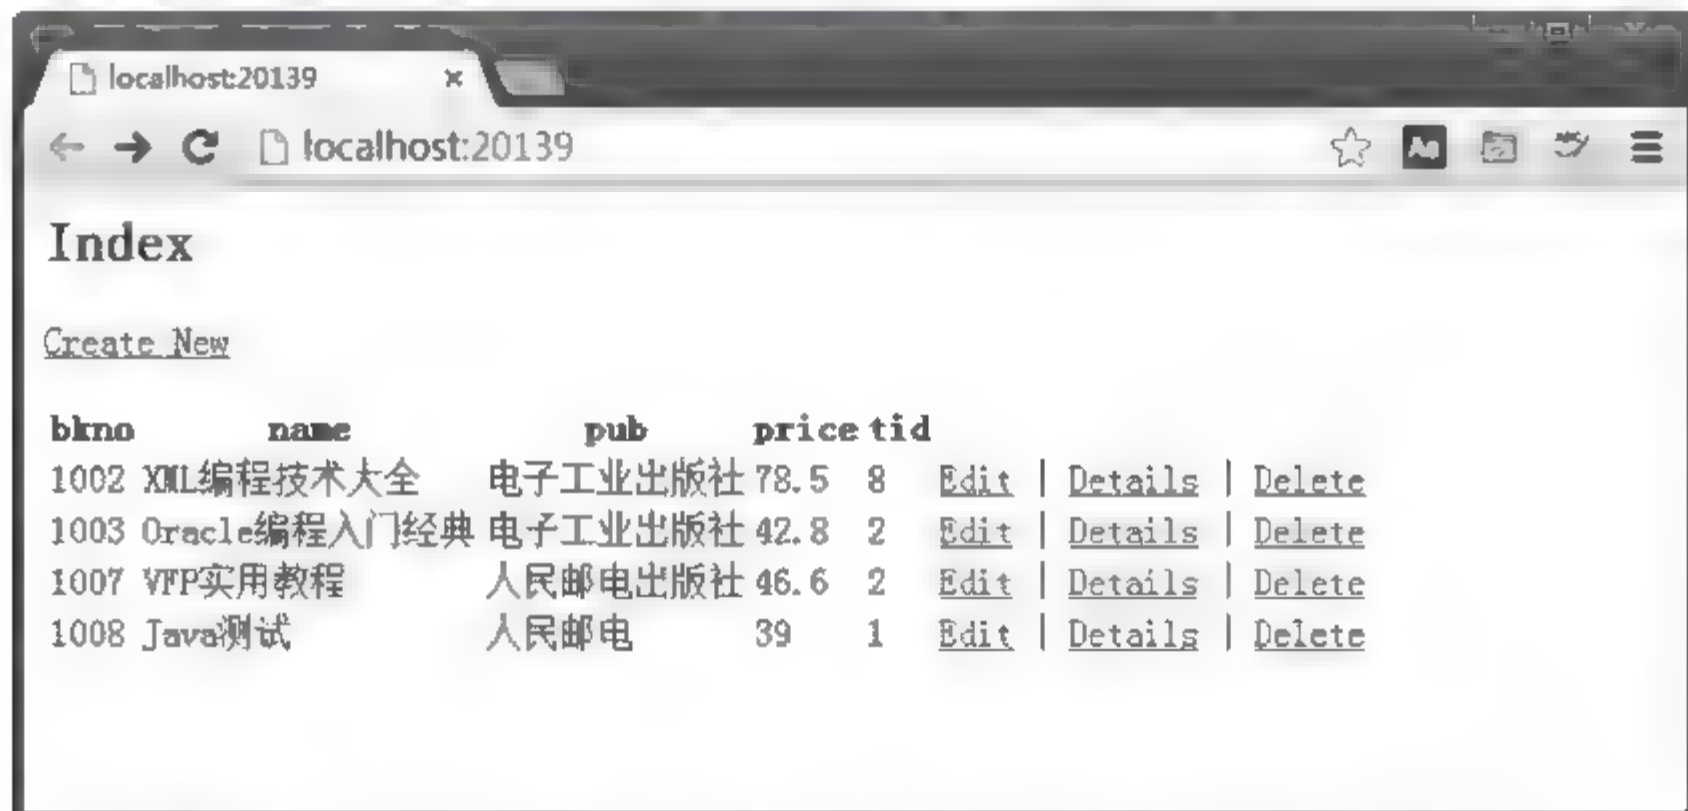 localhost:20139
localhost:20139
Index
Create New
bkno name pub price tid
1002 XML编程技术大全 电子工业出版社 78.5 8 Edit | Details | Delete
1003 Oracle编程入门经典 电子工业出版社 42.8 2 Edit | Details | Delete
1007 VFP实用教程 人民邮电出版社 46.6 2 Edit | Details | Delete
1008 Java测试 人民邮电 39 1 Edit | Details | Delete